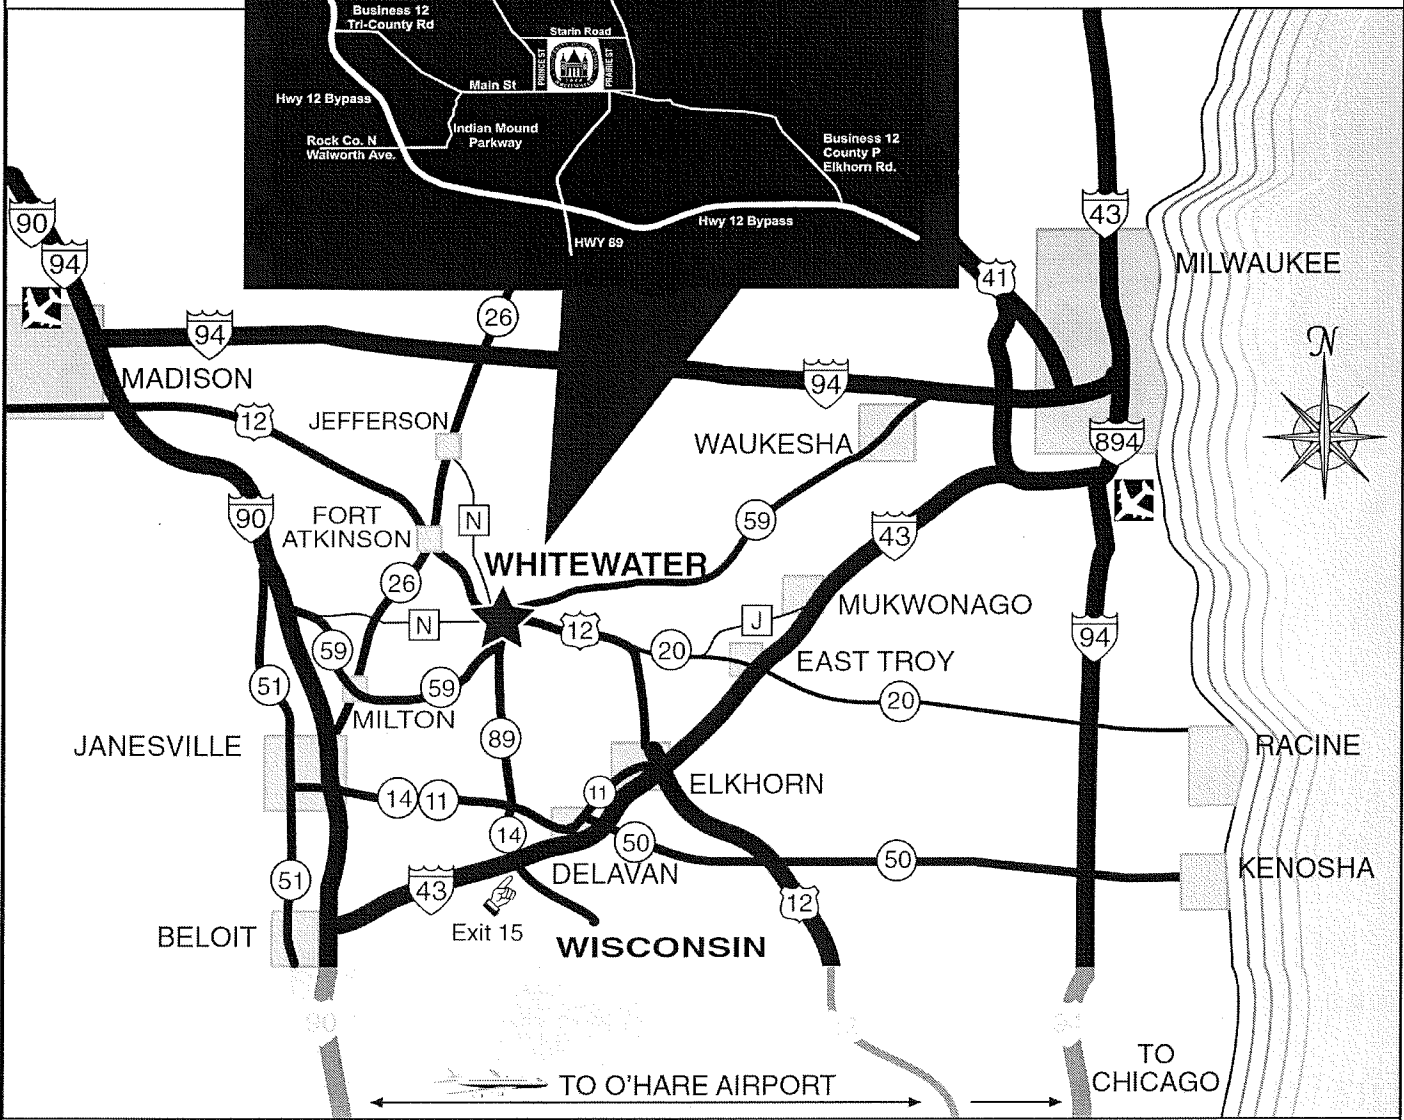 Business 12
Tri-County Rd
Starin Road
PRINCE ST
PRAIRIE ST
Main St
Hwy 12 Bypass
Indian Mound
Parkway
Rock Co. N
Walworth Ave.
Business 12
County P
Elkhorn Rd.
Hwy 12 Bypass
HWY 89
90
94
43
41
MILWAUKEE
26
94
N
MADISON
94
12
JEFFERSON
WAUKESHA
894
90
FORT
ATKINSON
N
59
43
WHITEWATER
26
MUKWONAGO
N
12
J
94
59
20
EAST TROY
51
59
20
MILTON
89
JANESVILLE
RACINE
14
11
11
ELKHORN
14
50
50
51
43
DELAVAN
KENOSHA
12
Exit 15
BELOIT
WISCONSIN
90
12
94
TO
CHICAGO
TO O'HARE AIRPORT